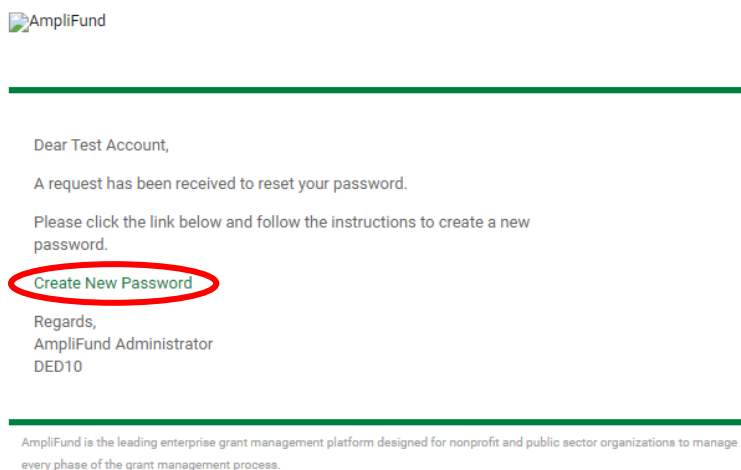 AmpliFund
Dear Test Account,
A request has been received to reset your password.
Please click the link below and follow the instructions to create a new
password.
Create New Password
Regards,
AmpliFund Administrator
DED10
AmpliFund is the leading enterprise grant management platform designed for nonprofit and public sector organizations to manage
every phase of the grant management process.